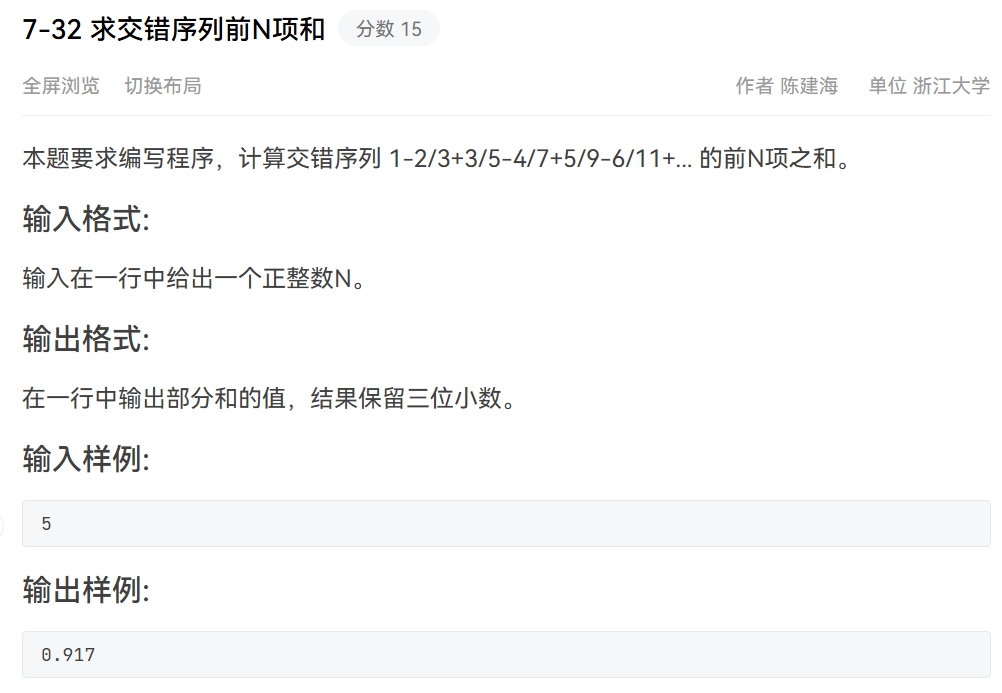 7-32 求交错序列前N项和 分数 15
全屏浏览 切换布局 作者 陈建海 单位 浙江大学
本题要求编写程序，计算交错序列 1-2/3+3/5-4/7+5/9-6/11+... 的前N项之和。
输入格式:
输入在一行中给出一个正整数N。
输出格式:
在一行中输出部分和的值，结果保留三位小数。
输入样例:
5
输出样例:
0.917